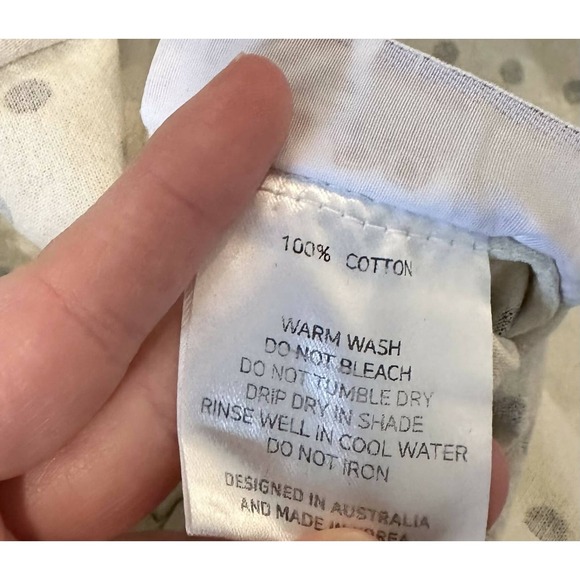 100% COTTON
WARM WASH
DO NOT BLEACH
DO NOT TUMBLE DRY
DRIP DRY IN SHADE
RINSE WELL IN COOL WATER
DO NOT IRON
DESIGNED IN AUSTRALIA
AND MADE IN KOREA